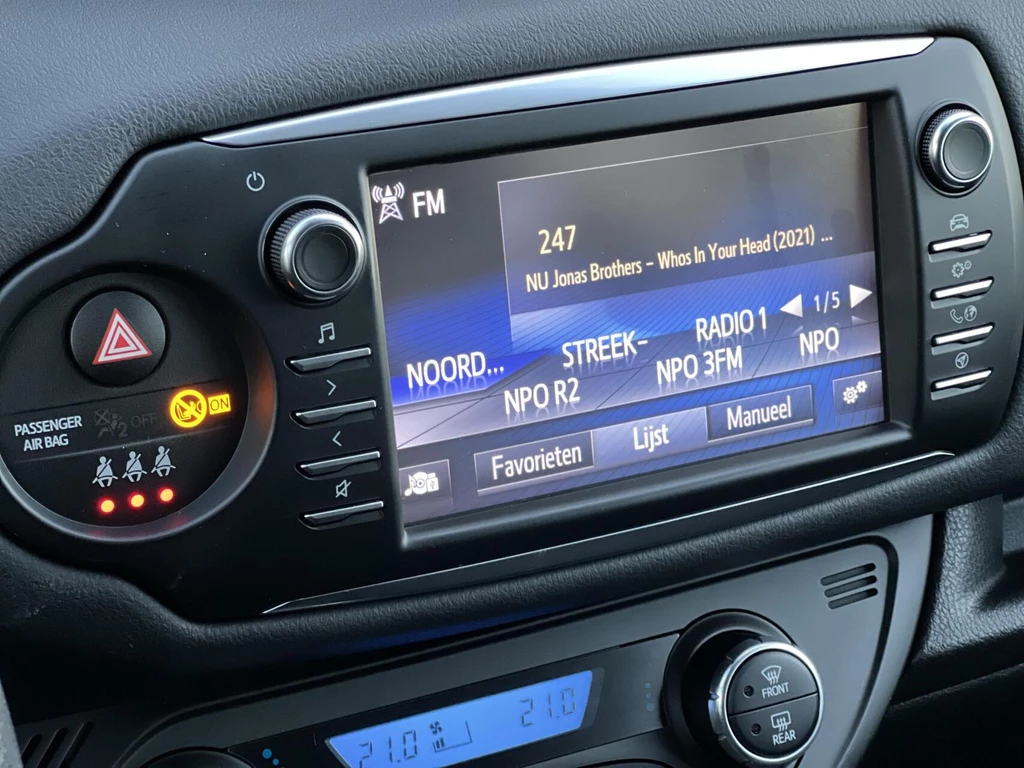 FM
247
NU Jonas Brothers - Whos In Your Head (2021) ...
1/5
NOORD...
STREEK-
RADIO 1
NPO R2
NPO 3FM
NPO
Favorieten
Lijst
Manueel
PASSENGER
AIR BAG
2 OFF
ON
21.0
21.0
FRONT
REAR